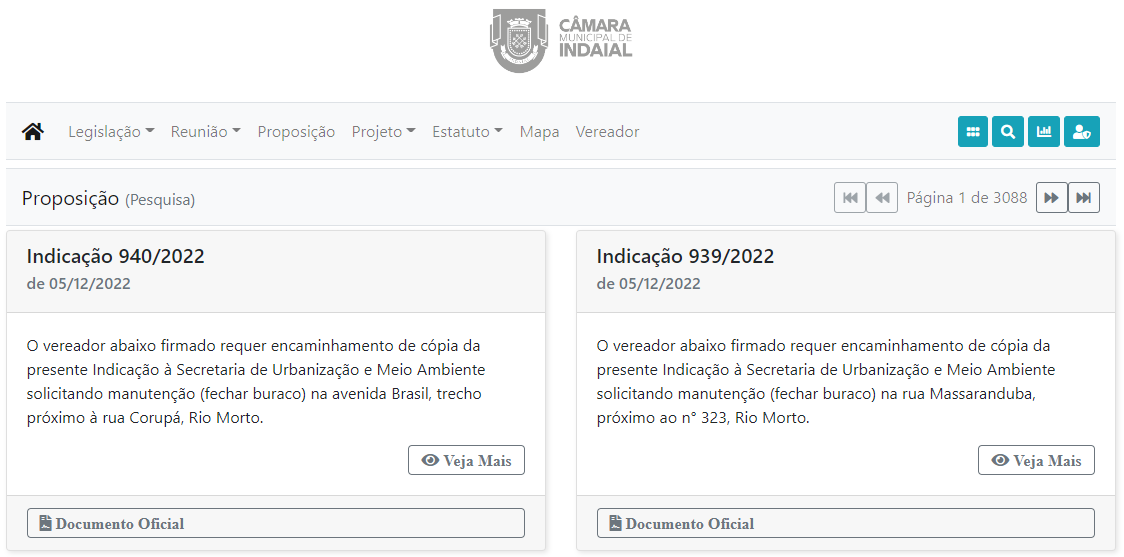 CÂMARA
MUNICIPAL DE
INDAIAL
Legislação Reunião Proposição Projeto Estatuto Mapa Vereador
Proposição (Pesquisa)
Página 1 de 3088
Indicação 940/2022
de 05/12/2022
O vereador abaixo firmado requer encaminhamento de cópia da
presente Indicação à Secretaria de Urbanização e Meio Ambiente
solicitando manutenção (fechar buraco) na avenida Brasil, trecho
próximo à rua Corupá, Rio Morto.
Veja Mais
Documento Oficial
Indicação 939/2022
de 05/12/2022
O vereador abaixo firmado requer encaminhamento de cópia da
presente Indicação à Secretaria de Urbanização e Meio Ambiente
solicitando manutenção (fechar buraco) na rua Massaranduba,
próximo ao n° 323, Rio Morto.
Veja Mais
Documento Oficial